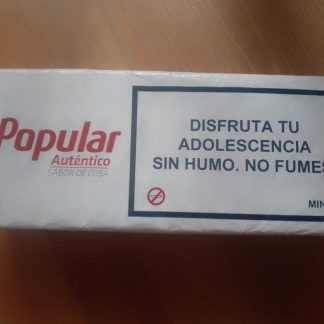 Popular
Auténtico
SABOR DE CUBA
DISFRUTA TU
ADOLESCENCIA
SIN HUMO. NO FUMES
MIN